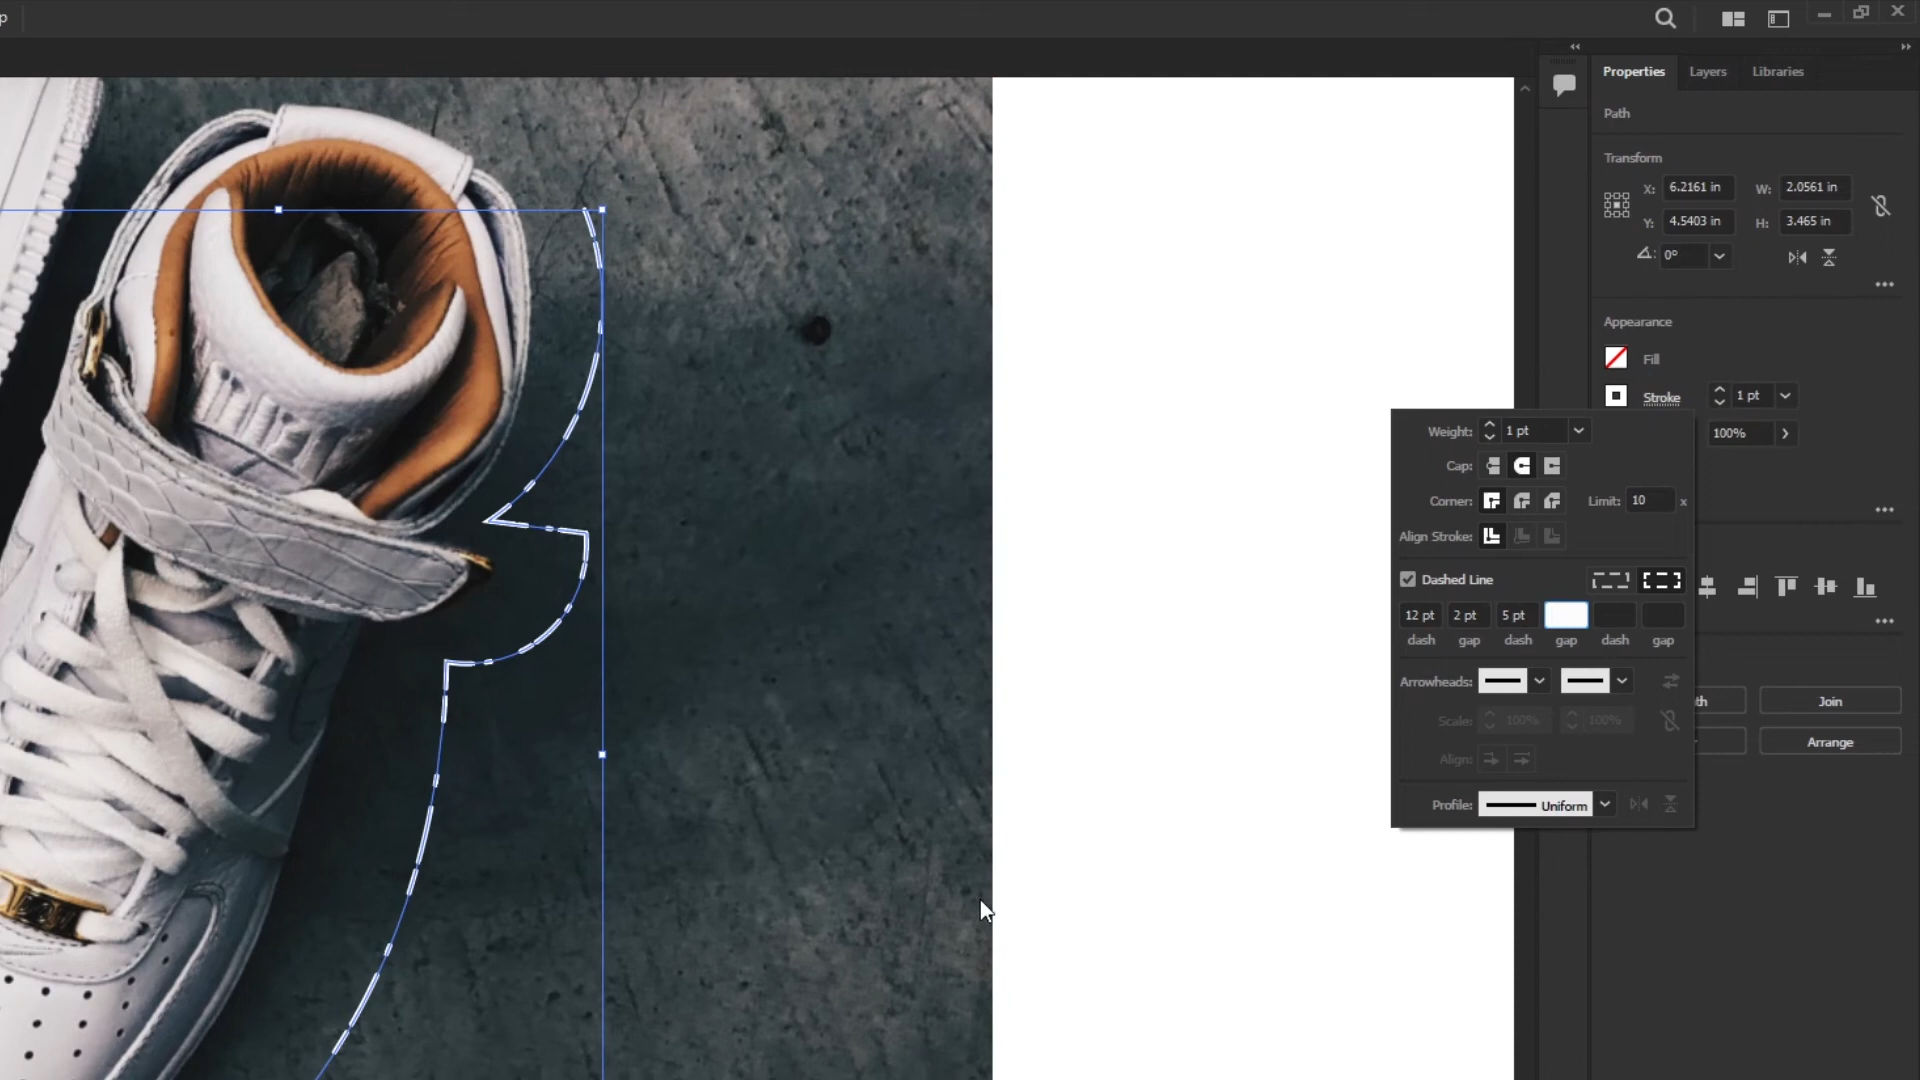 p
Properties Layers Libraries
Path
Transform
X: 6.2161 in W: 2.0561 in
Y: 4.5403 in H: 3.465 in
0°
Appearance
Fill
Stroke 1 pt
100%
Weight: 1 pt
Cap:
Corner: Limit: 10 x
Align Stroke:
Dashed Line
12 pt 2 pt 5 pt
dash gap dash gap dash gap
Arrowheads:
Scale: 100% 100%
Align:
Profile: Uniform
th Join
Arrange